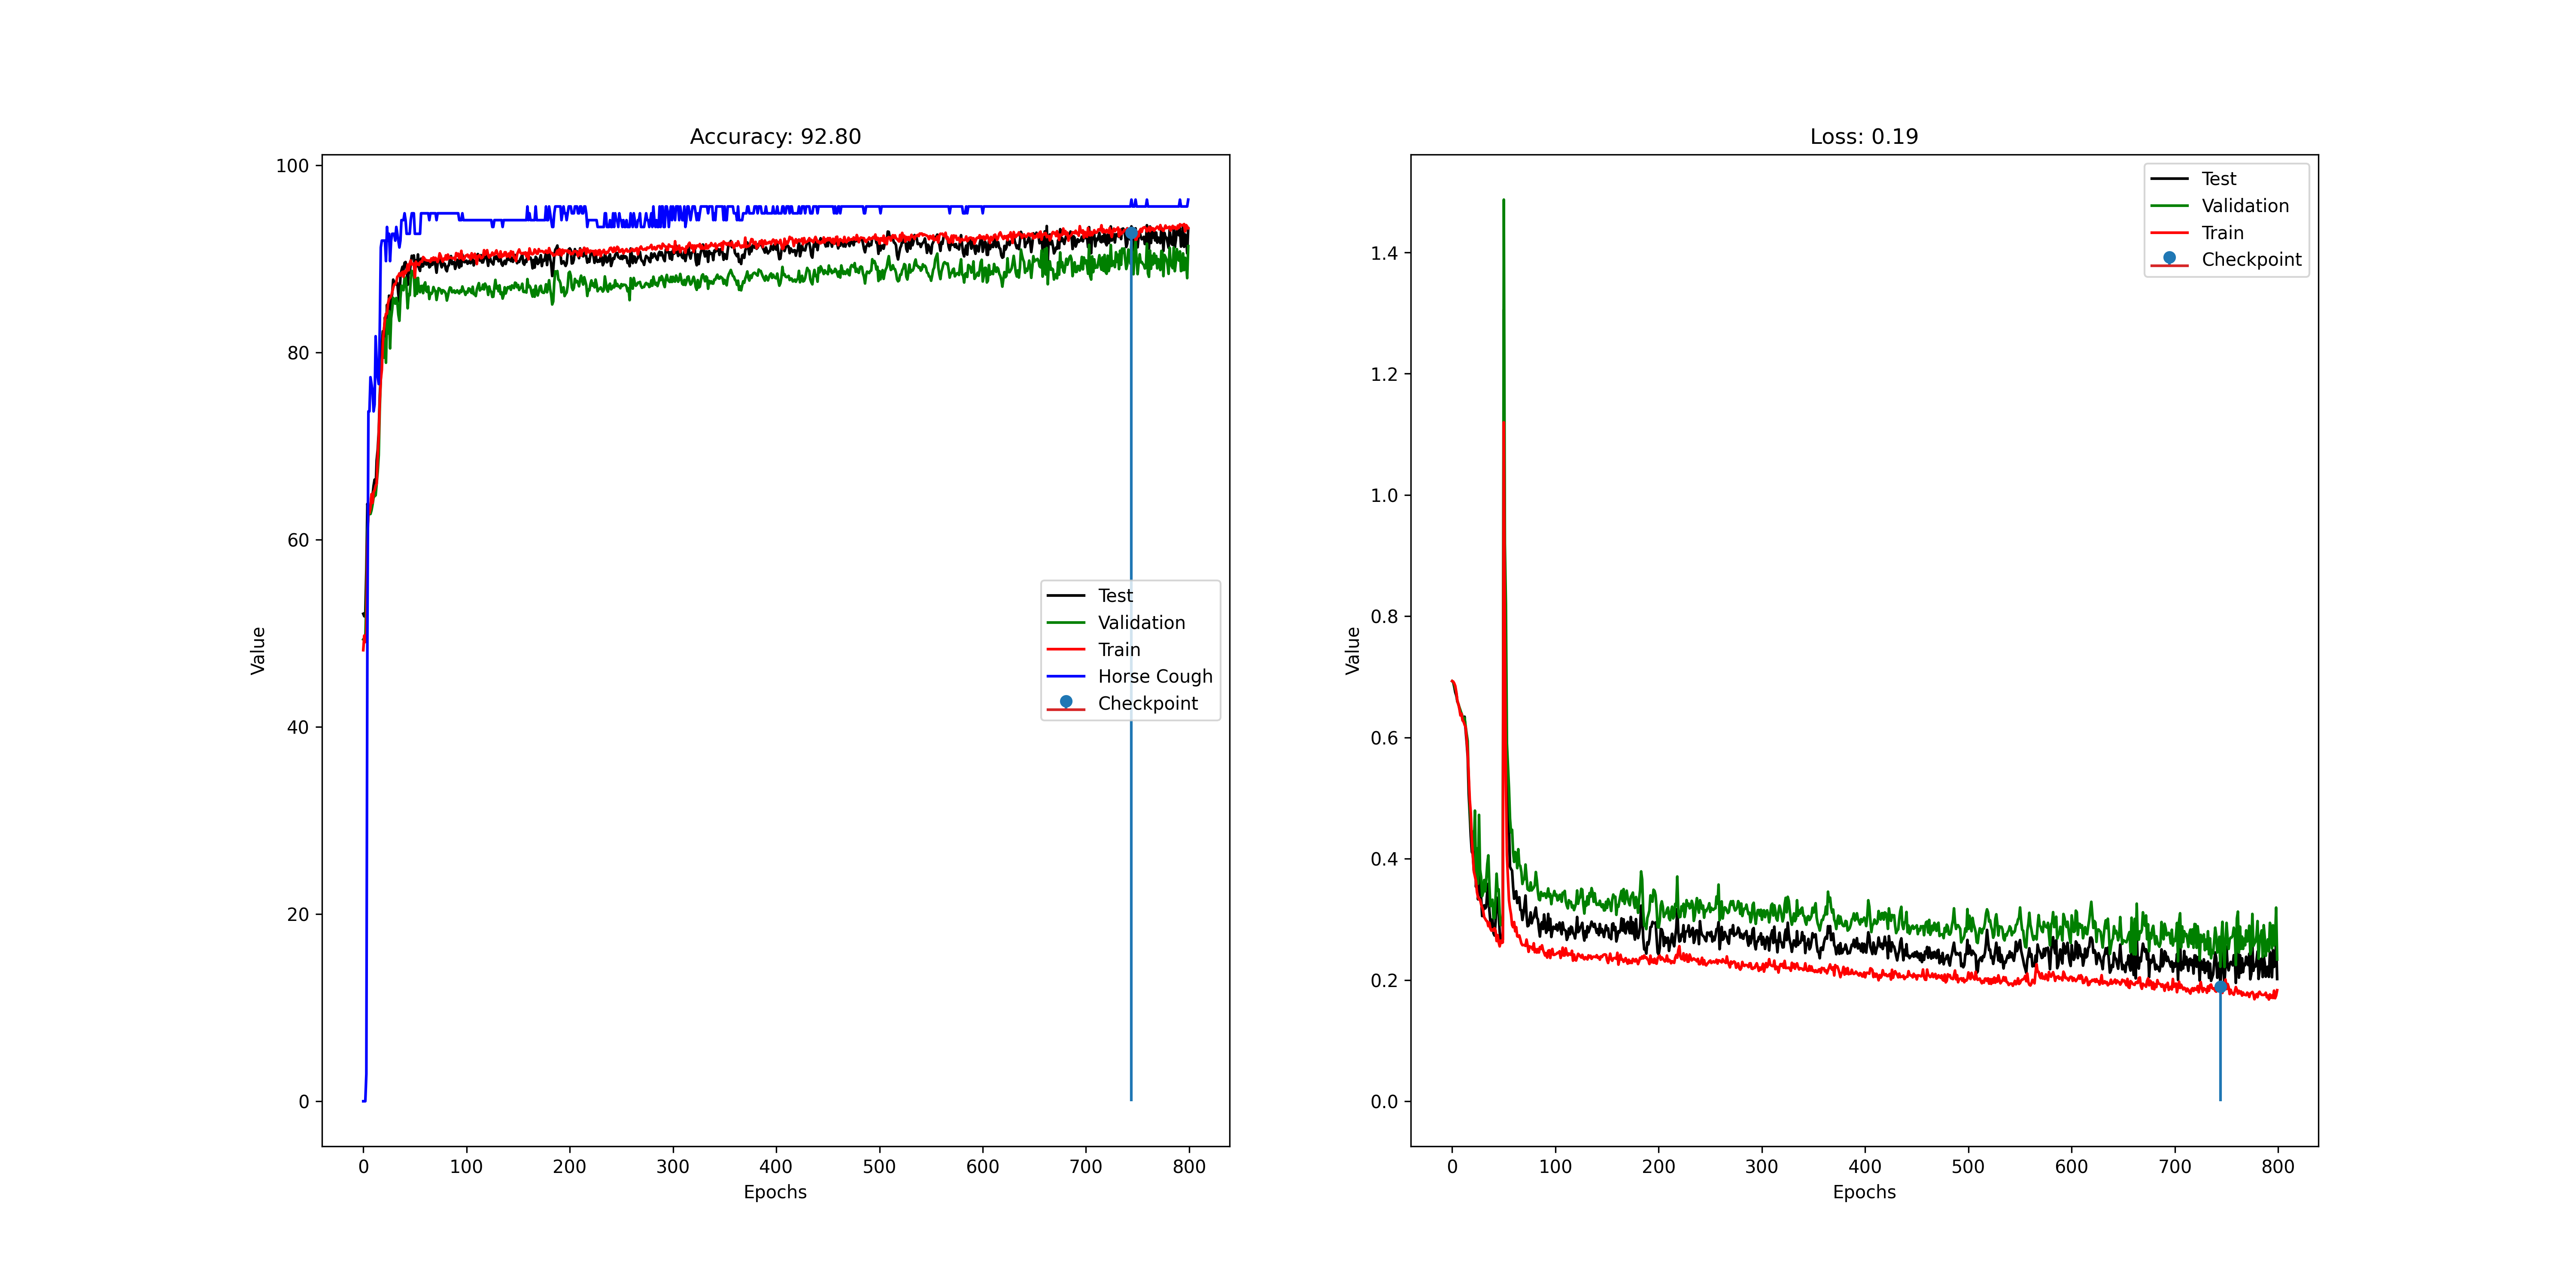 Accuracy: 92.80
100
80
60
40
20
0
Value
Test
Validation
Train
Horse Cough
Checkpoint
0 100 200 300 400 500 600 700 800
Epochs
Loss: 0.19
1.4
1.2
1.0
0.8
0.6
0.4
0.2
0.0
Value
Test
Validation
Train
Checkpoint
0 100 200 300 400 500 600 700 800
Epochs